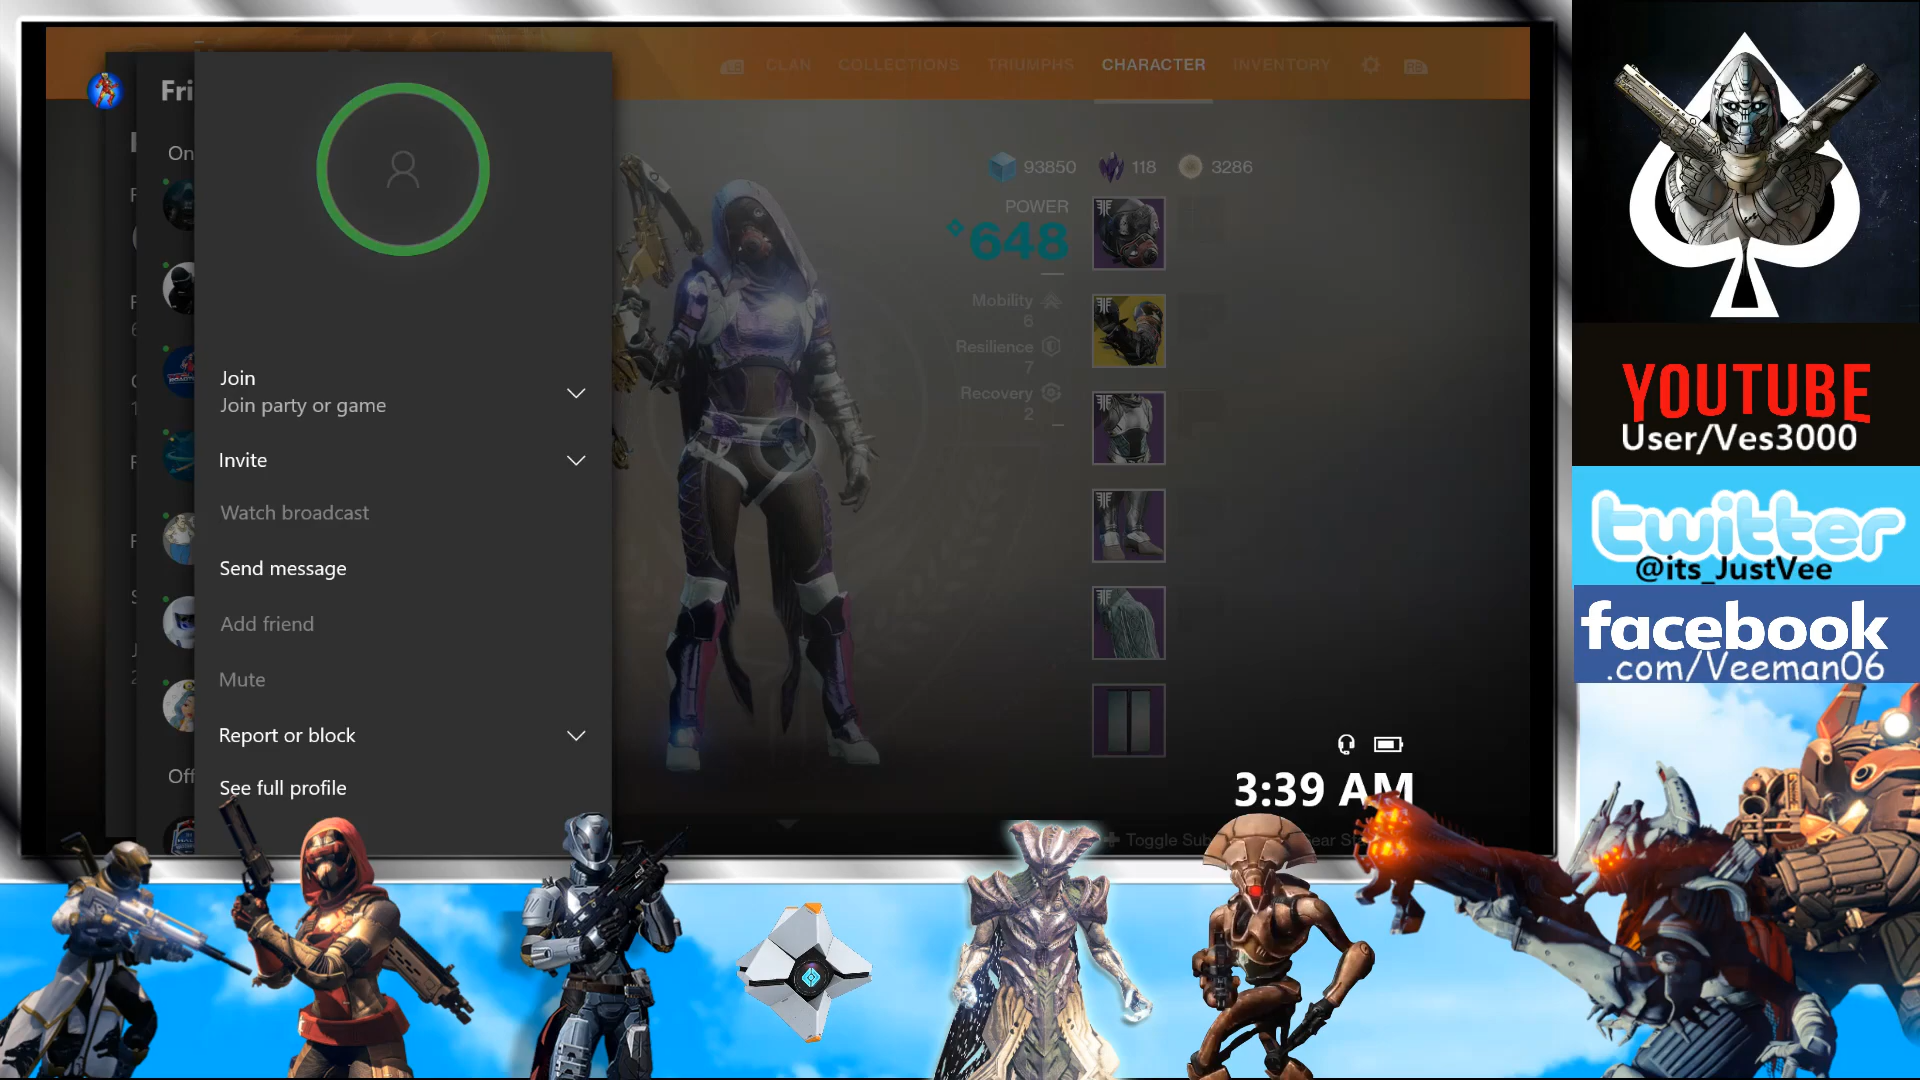 Fri
On
Off
Join
Join party or game
Invite
Watch broadcast
Send message
Add friend
Mute
Report or block
See full profile
LB CLAN COLLECTIONS TRIUMPHS CHARACTER INVENTORY RB
93850 118 3286
POWER
648
Mobility
6
Resilience
7
Recovery
2
3:39 AM
Toggle Sub
YOUTUBE
User/Ves3000
twitter
@its_JustVee
facebook
.com/Veeman06